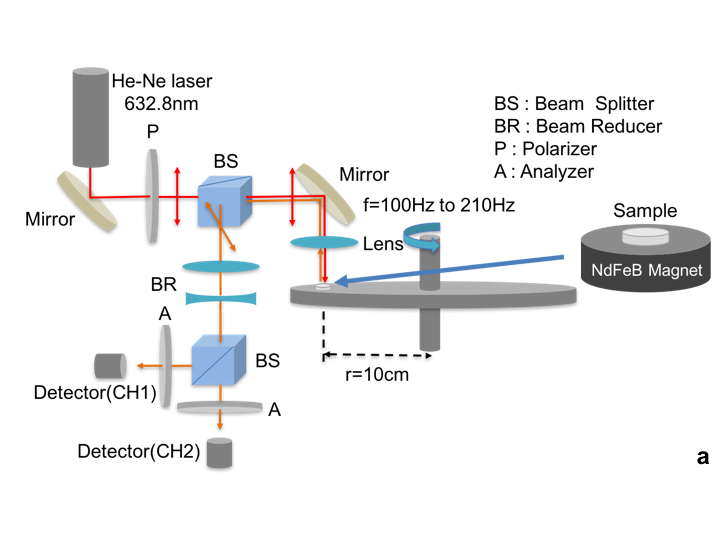 He-Ne laser
632.8nm
P
BS
Mirror
Mirror
f=100Hz to 210Hz
Lens
BS : Beam Splitter
BR : Beam Reducer
P : Polarizer
A : Analyzer
Sample
NdFeB Magnet
BR
A
BS
Detector(CH1)
A
Detector(CH2)
r=10cm
a